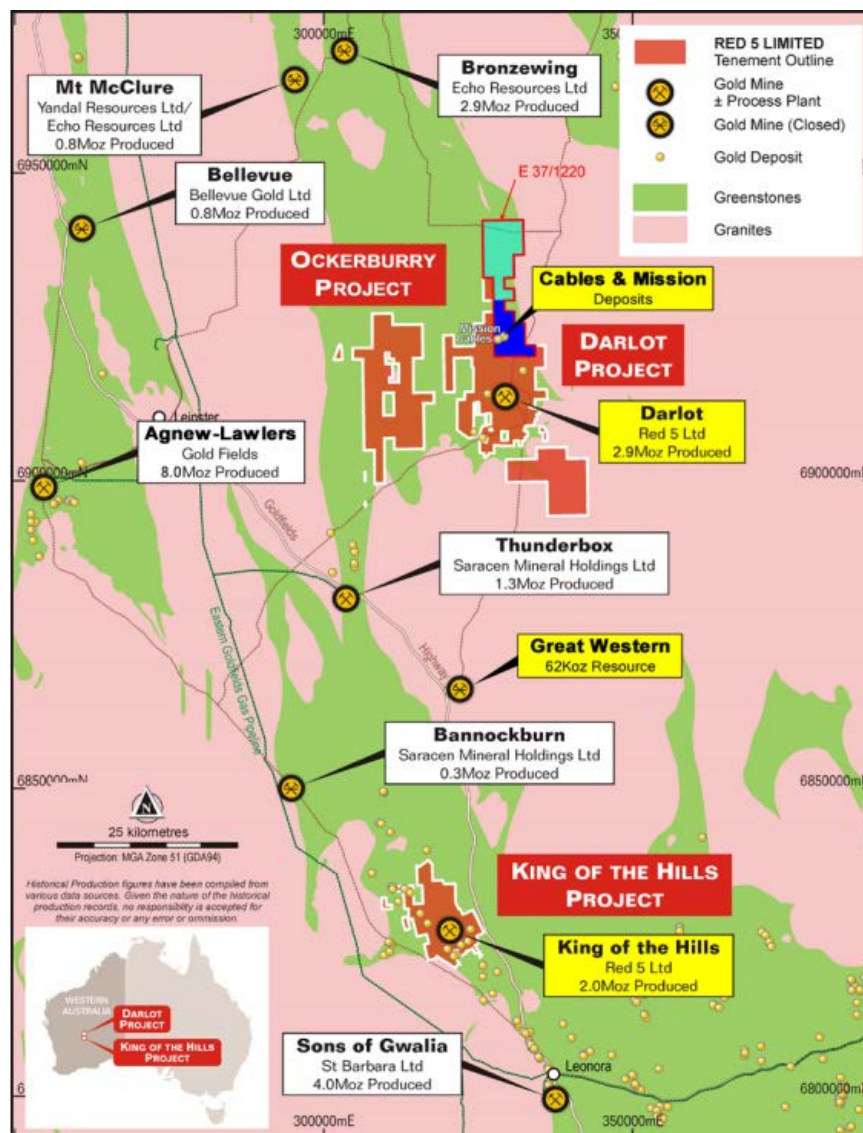 300000mE
350
Mt McClure
Yandal Resources Ltd/
Echo Resources Ltd
0.8Moz Produced
Bronzewing
Echo Resources Ltd
2.9Moz Produced
RED 5 LIMITED
Tenement Outline
Gold Mine
± Process Plant
Gold Mine (Closed)
Gold Deposit
Greenstones
Granites
6950000mN
E 37/1220
Bellevue
Bellevue Gold Ltd
0.8Moz Produced
OCKERBURRY
PROJECT
Cables & Mission
Deposits
Mission
Cables
DARLOT
PROJECT
Leinster
Darlot
Red 5 Ltd
2.9Moz Produced
Agnew-Lawlers
Gold Fields
8.0Moz Produced
6900000mN
6900000mN
Goldfields
Highway
Thunderbox
Saracen Mineral Holdings Ltd
1.3Moz Produced
Eastern Goldfields Gas Pipeline
Great Western
62Koz Resource
Bannockburn
Saracen Mineral Holdings Ltd
0.3Moz Produced
6850000mN
6850000mN
N
25 kilometres
Projection: MGA Zone 51 (GDA94)
Historical Production figures have been compiled from
various data sources. Given the nature of the historical
production records, no responsiblity is accepted for
their accuracy or any error or ommission.
KING OF THE HILLS
PROJECT
King of the Hills
Red 5 Ltd
2.0Moz Produced
WESTERN
AUSTRALIA
DARLOT
PROJECT
KING OF THE HILLS
PROJECT
Sons of Gwalia
St Barbara Ltd
4.0Moz Produced
Leonora
6
6800000mN
300000mE
350000mE